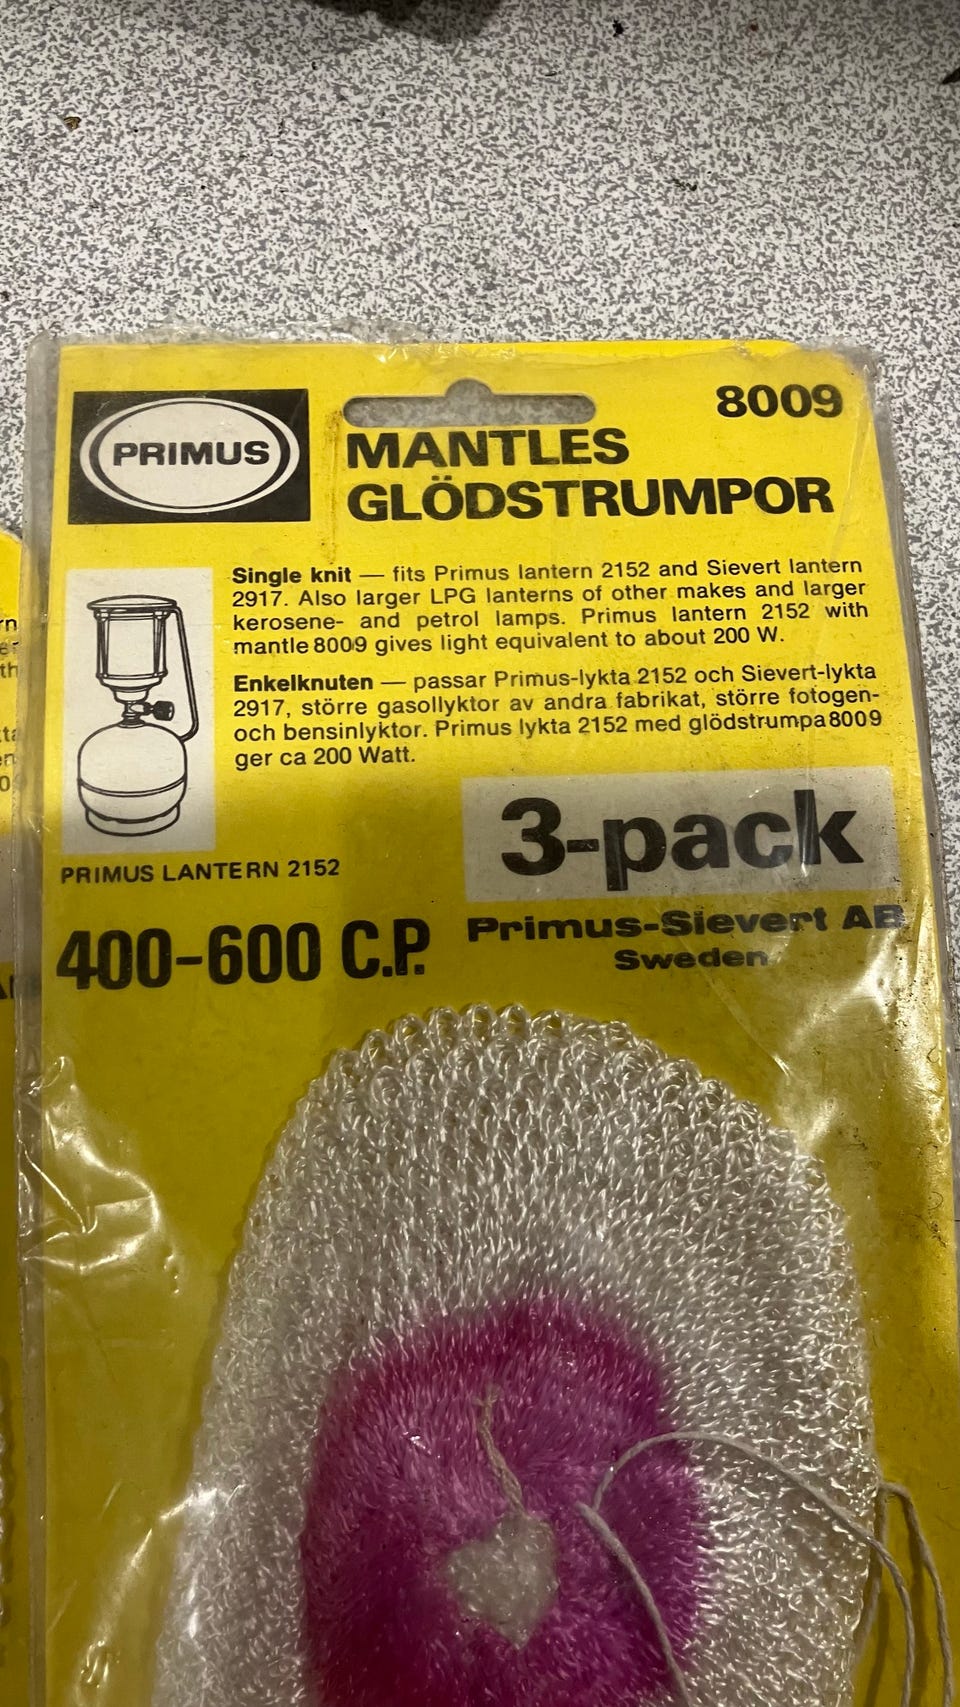 PRIMUS
8009
MANTLES
GLÖDSTRUMPOR
Single knit — fits Primus lantern 2152 and Sievert lantern
2917. Also larger LPG lanterns of other makes and larger
kerosene- and petrol lamps. Primus lantern 2152 with
mantle 8009 gives light equivalent to about 200 W.
Enkelknuten — passar Primus-lykta 2152 och Sievert-lykta
2917, större gasollyktor av andra fabrikat, större fotogen-
och bensinlyktor. Primus lykta 2152 med glödstrumpa 8009
ger ca 200 Watt.
PRIMUS LANTERN 2152
3-pack
400-600 C.P.
Primus-Sievert AB
Sweden